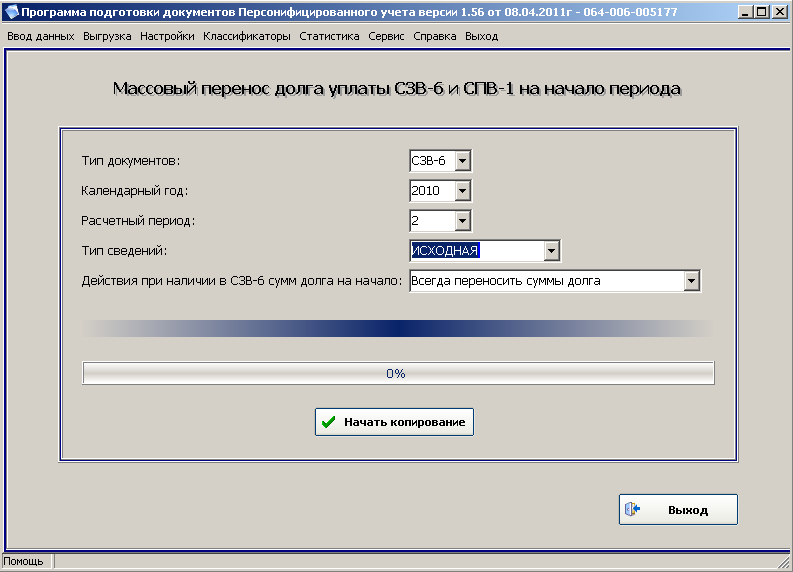 Программа подготовки документов Персонифицированного учета версии 1.56 от 08.04.2011г - 064-006-005177
Ввод данных Выгрузка Настройки Классификаторы Статистика Сервис Справка Выход
Массовый перенос долга уплаты СЗВ-6 и СПВ-1 на начало периода
Тип документов: СЗВ-6
Календарный год: 2010
Расчетный период: 2
Тип сведений: ИСХОДНАЯ
Действия при наличии в СЗВ-6 сумм долга на начало: Всегда переносить суммы долга
0%
Начать копирование
Выход
Помощь